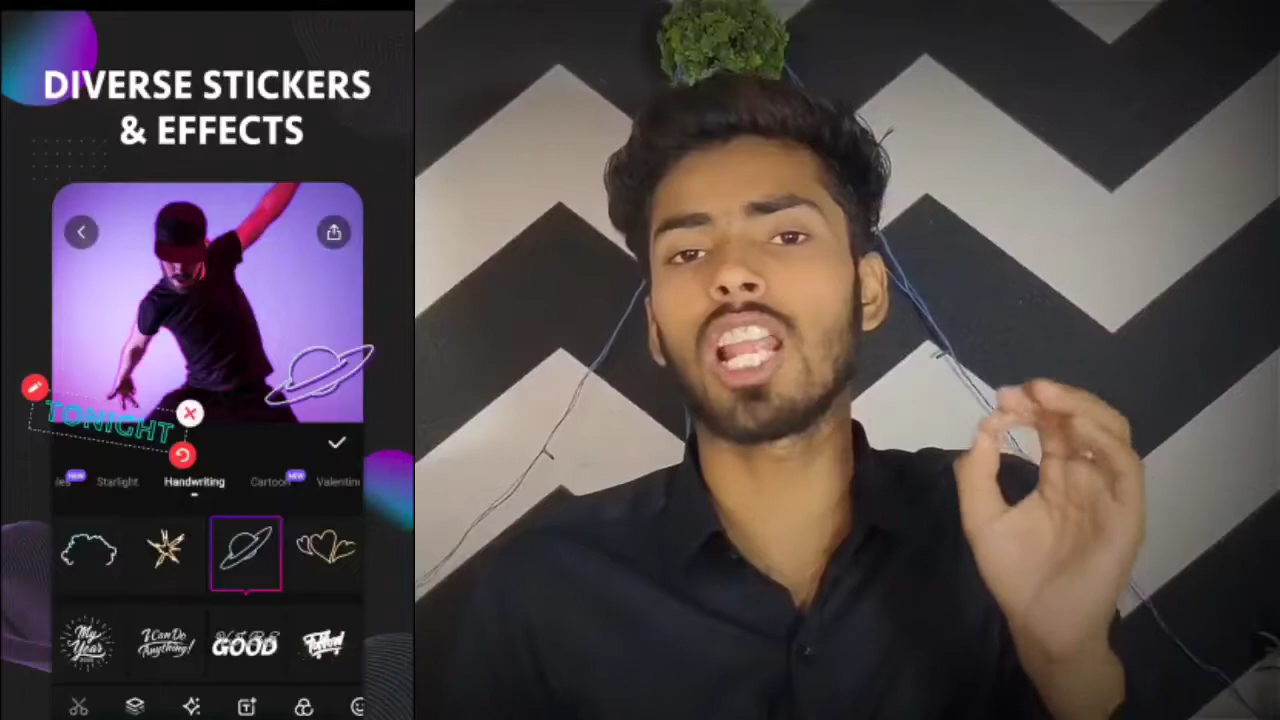 DIVERSE STICKERS
& EFFECTS
TONIGHT
NEW
NEW
Starlight
Handwriting
Cartoon
My
Year
I Can Do
Anything!
GOOD